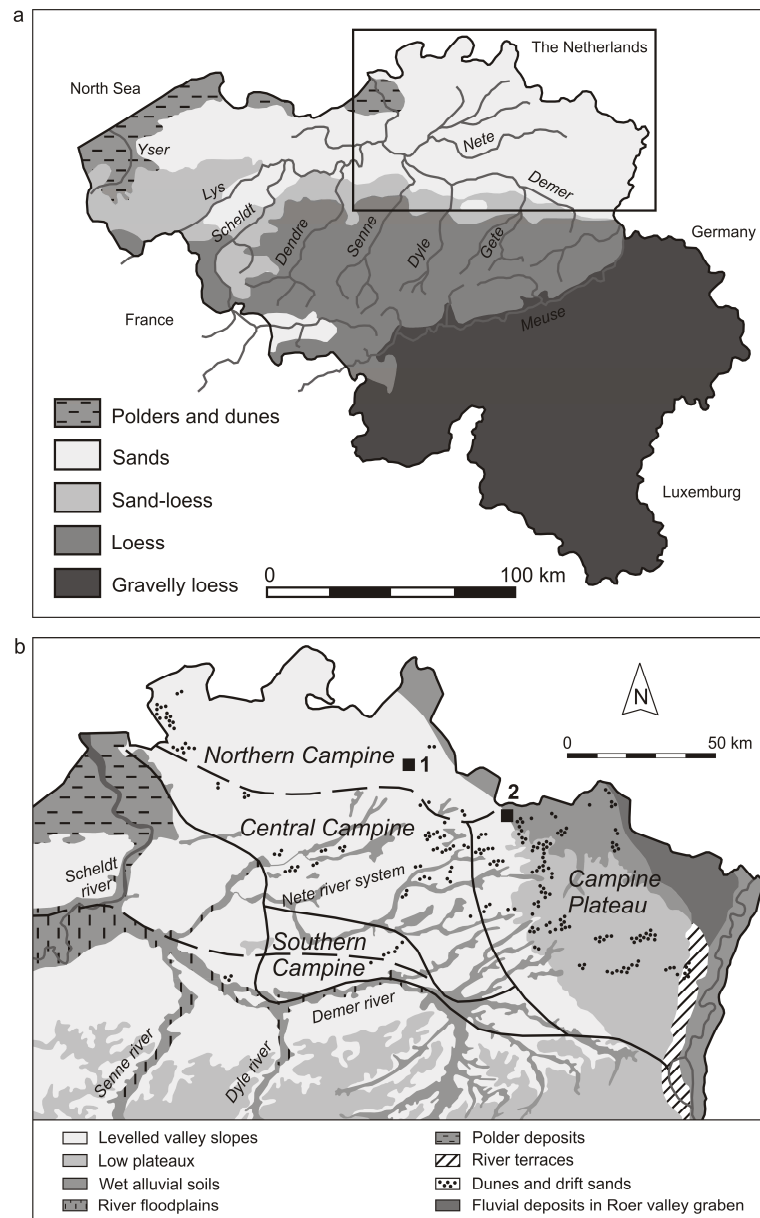 a
The Netherlands
North Sea
Yser
Nete
Lys
Demer
Scheldt
Dendre
Senne
Dyle
Gete
Germany
France
Meuse
Polders and dunes
Sands
Sand-loess
Luxemburg
Loess
0 100 km
Gravelly loess
b
N
Northern Campine
1
0 50 km
2
Central Campine
Scheldt
river
Nete river system
Campine
Plateau
Southern
Campine
Demer river
Senne river
Dyle river
Levelled valley slopes
Low plateaux
Wet alluvial soils
River floodplains
Polder deposits
River terraces
Dunes and drift sands
Fluvial deposits in Roer valley graben